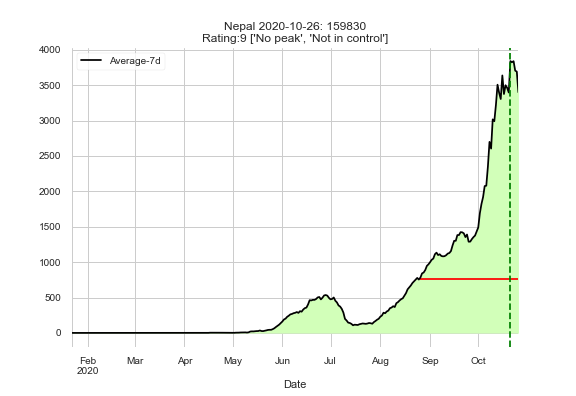 Nepal 2020-10-26: 159830
Rating:9 ['No peak', 'Not in control']
Average-7d
4000
3500
3000
2500
2000
1500
1000
500
0
Feb Mar Apr May Jun Jul Aug Sep Oct
2020
Date